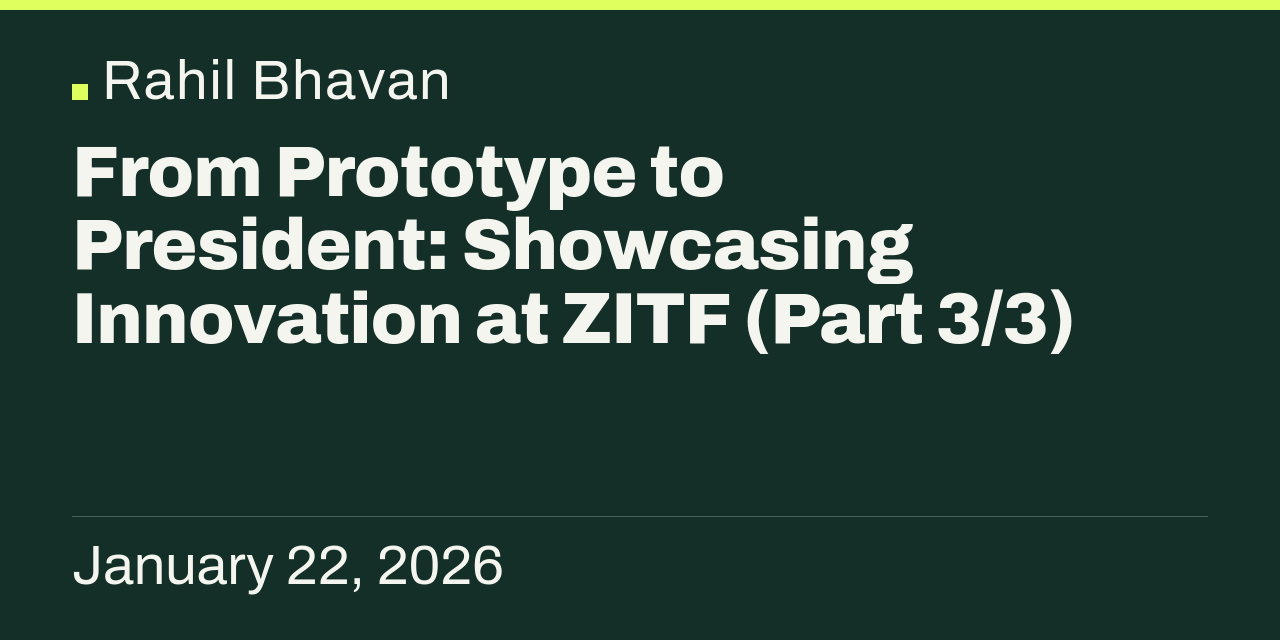 Rahil Bhavan
From Prototype to
President: Showcasing
Innovation at ZITF (Part 3/3)
January 22, 2026